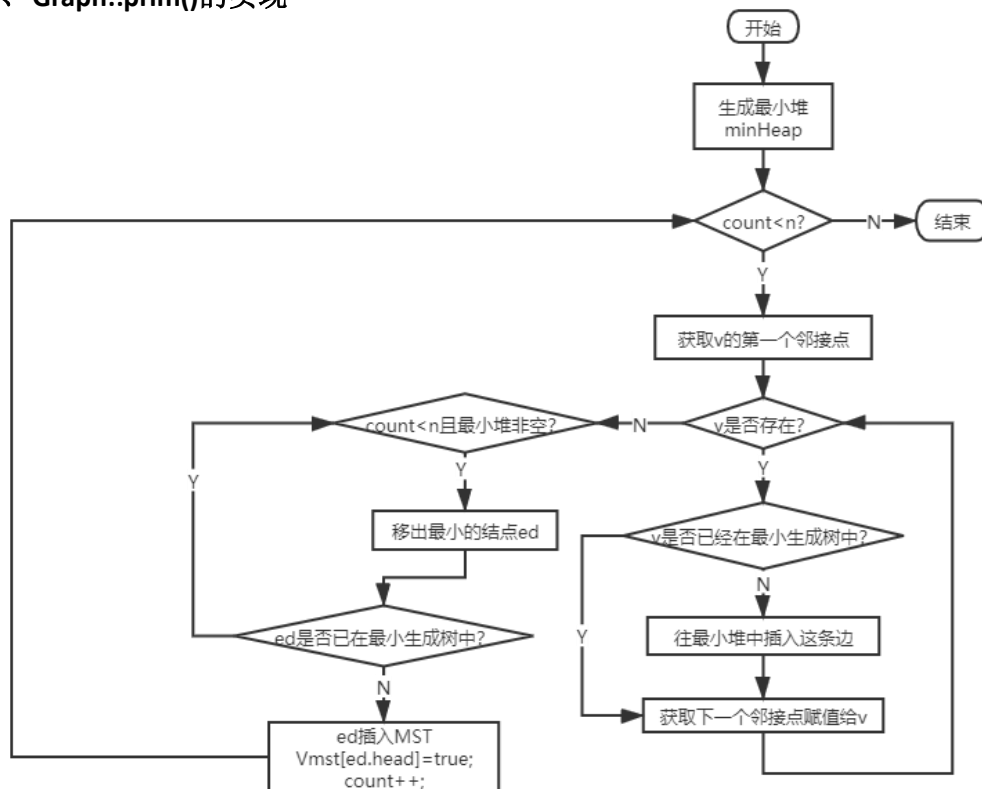 、Graph::prim()的实现
开始
生成最小堆
minHeap
count<n?
N
结束
Y
获取v的第一个邻接点
v是否存在?
N
count<n且最小堆非空?
Y
移出最小的结点ed
Y
ed是否已在最小生成树中?
N
ed插入MST
Vmst[ed.head]=true;
count++;
Y
v是否已经在最小生成树中?
N
往最小堆中插入这条边
Y
获取下一个邻接点赋值给v